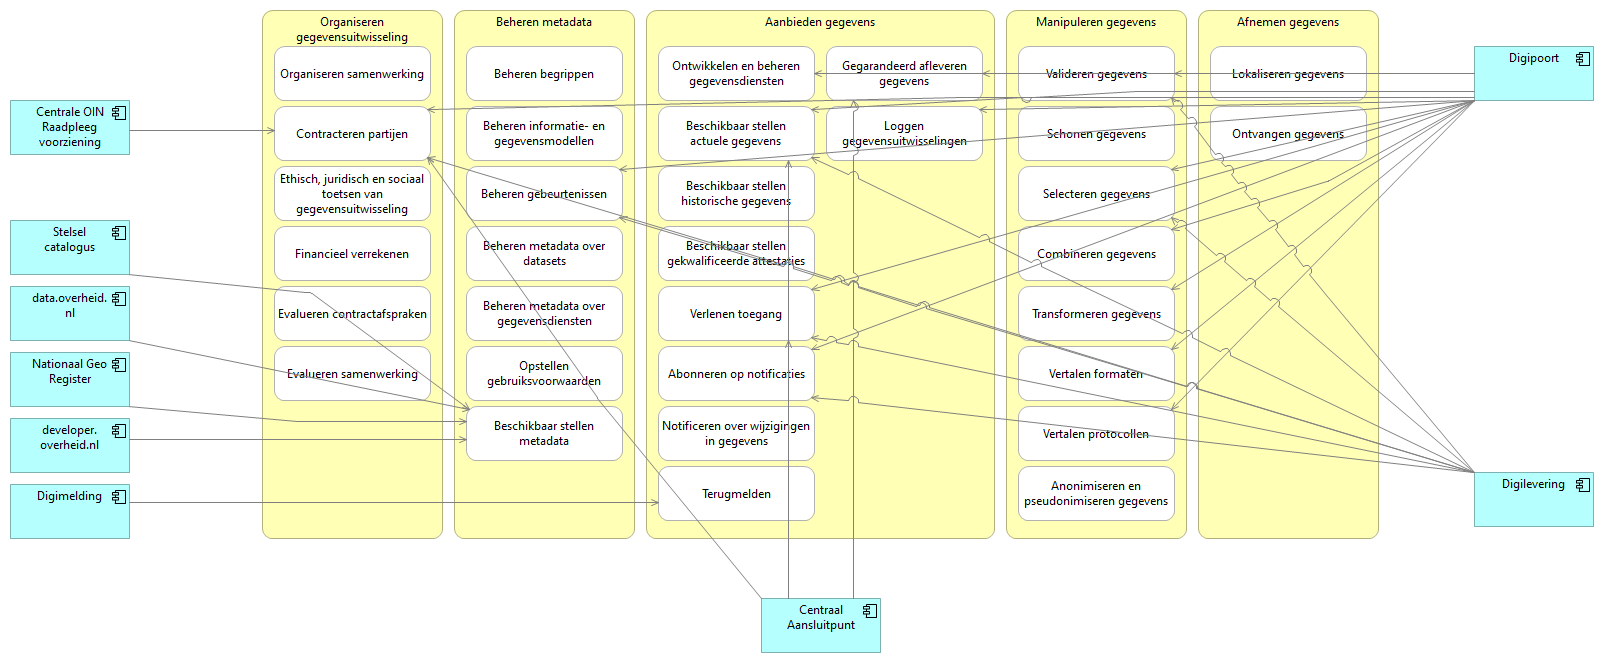 Organiseren
gegevensuitwisseling
Organiseren samenwerking
Contracteren partijen
Ethisch, juridisch en sociaal
toetsen van
gegevensuitwisseling
Financieel verrekenen
Evalueren contractafspraken
Evalueren samenwerking
Beheren metadata
Beheren begrippen
Beheren informatie- en
gegevensmodellen
Beheren gebeurtenissen
Beheren metadata over
datasets
Beheren metadata over
gegevensdiensten
Opstellen
gebruiksvoorwaarden
Beschikbaar stellen
metadata
Aanbieden gegevens
Ontwikkelen en beheren
gegevensdiensten
Beschikbaar stellen
actuele gegevens
Beschikbaar stellen
historische gegevens
Beschikbaar stellen
gekwalificeerde attestaties
Verlenen toegang
Abonneren op notificaties
Notificeren over wijzigingen
in gegevens
Terugmelden
Gegarandeerd afleveren
gegevens
Loggen
gegevensuitwisselingen
Manipuleren gegevens
Valideren gegevens
Schonen gegevens
Selecteren gegevens
Combineren gegevens
Transformeren gegevens
Vertalen formaten
Vertalen protocollen
Anonimiseren en
pseudonimiseren gegevens
Afnemen gegevens
Lokaliseren gegevens
Ontvangen gegevens
Centrale OIN
Raadpleeg
voorziening
Stelsel
catalogus
data.overheid.
nl
Nationaal Geo
Register
developer.
overheid.nl
Digimelding
Digipoort
Digilevering
Centraal
Aansluitpunt